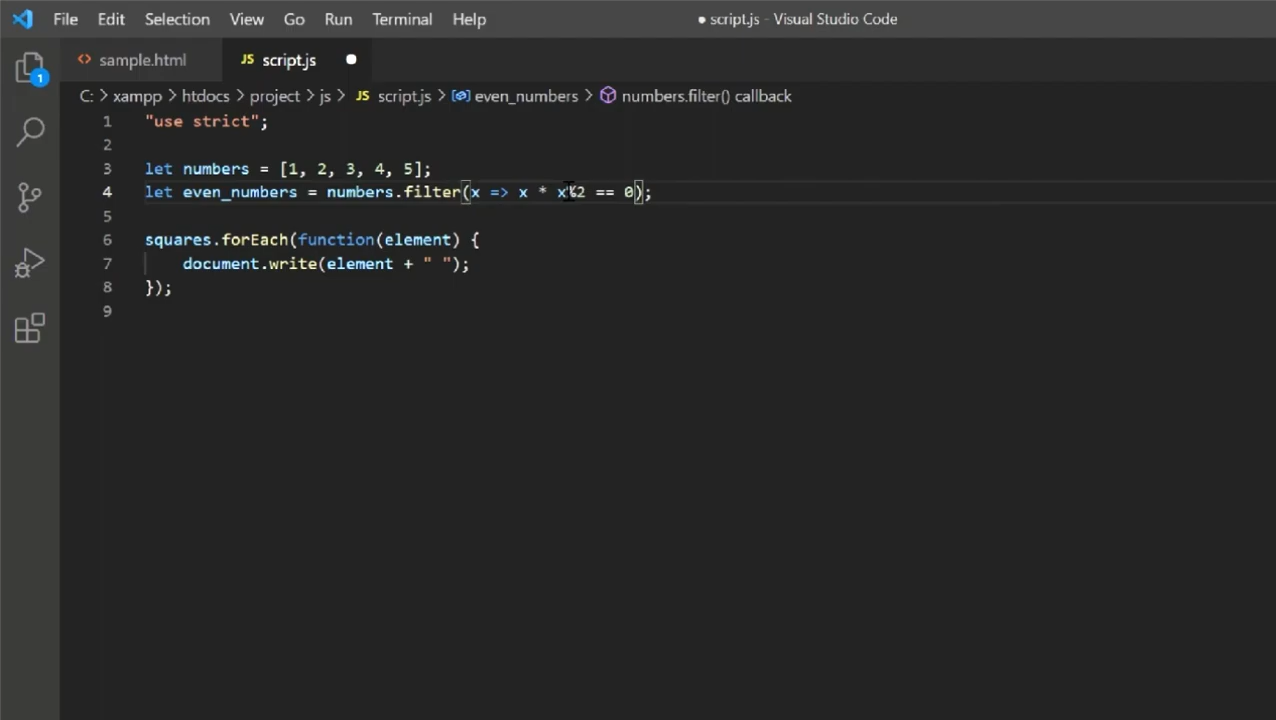 File Edit Selection View Go Run Terminal Help ● script.js - Visual Studio Code
<> sample.html JS script.js ●
C: > xampp > htdocs > project > js > JS script.js > even_numbers > numbers.filter() callback
1
1 "use strict";
2
3 let numbers = [1, 2, 3, 4, 5];
4 let even_numbers = numbers.filter(x => x * x%2 == 0);
5
6 squares.forEach(function(element) {
7 document.write(element + " ");
8 });
9